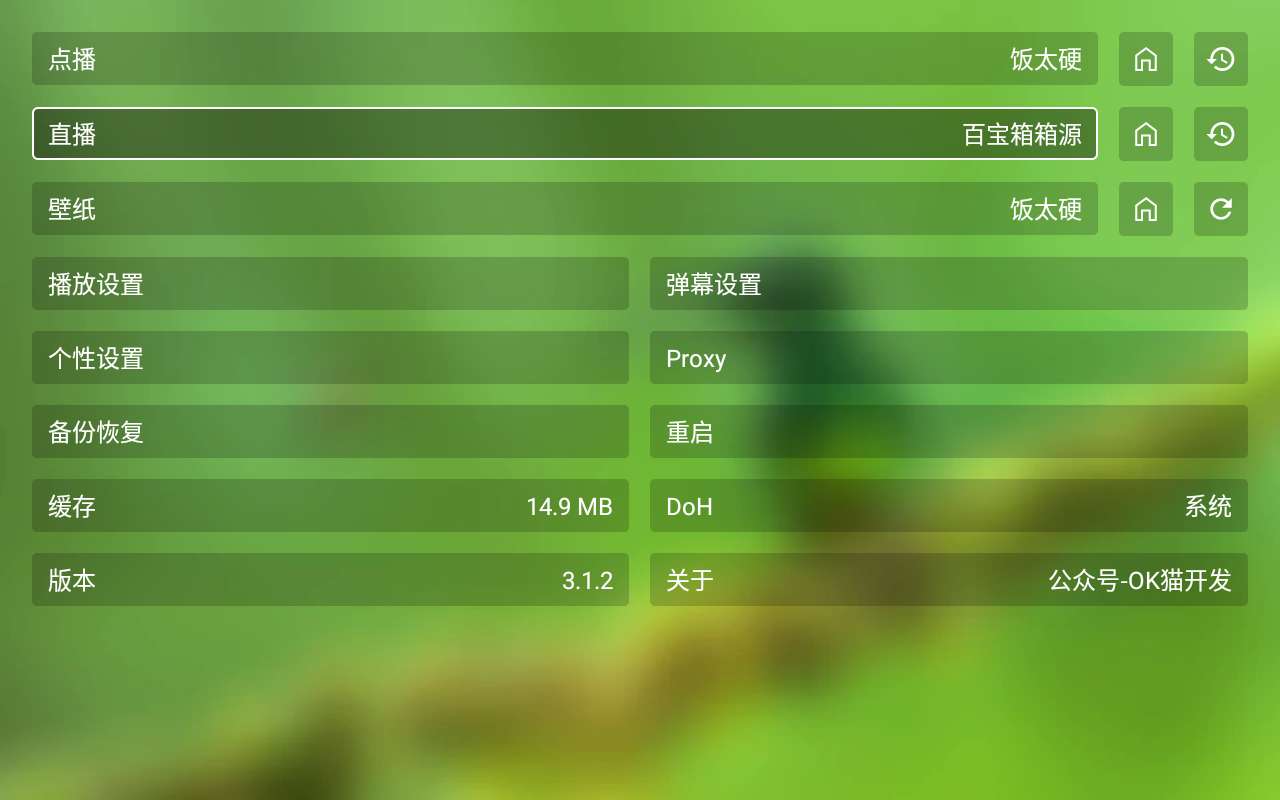 点播 饭太硬
直播 百宝箱箱源
壁纸 饭太硬
播放设置 弹幕设置
个性设置 Proxy
备份恢复 重启
缓存 14.9 MB DoH 系统
版本 3.1.2 关于 公众号-OK猫开发